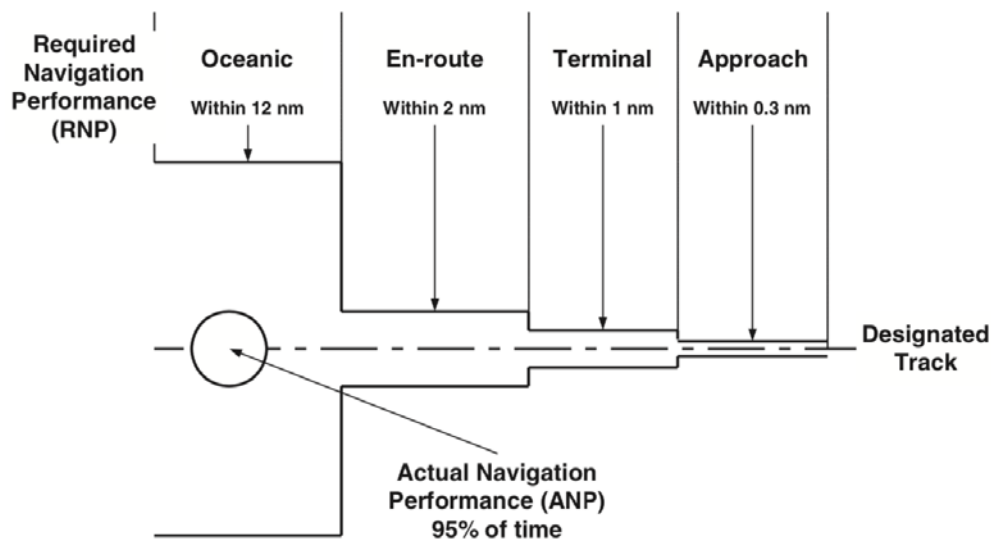 Required
Navigation
Performance
(RNP)
Oceanic
Within 12 nm
En-route
Within 2 nm
Terminal
Within 1 nm
Approach
Within 0.3 nm
Designated
Track
Actual Navigation
Performance (ANP)
95% of time